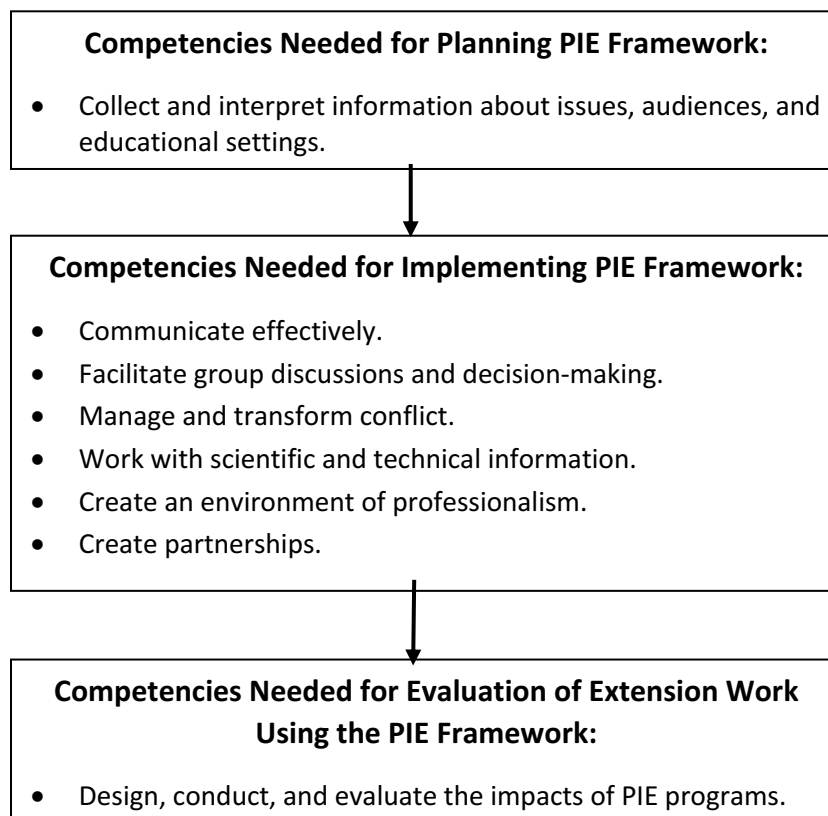 Competencies Needed for Planning PIE Framework:
• Collect and interpret information about issues, audiences, and
educational settings.
Competencies Needed for Implementing PIE Framework:
• Communicate effectively.
• Facilitate group discussions and decision-making.
• Manage and transform conflict.
• Work with scientific and technical information.
• Create an environment of professionalism.
• Create partnerships.
Competencies Needed for Evaluation of Extension Work
Using the PIE Framework:
• Design, conduct, and evaluate the impacts of PIE programs.